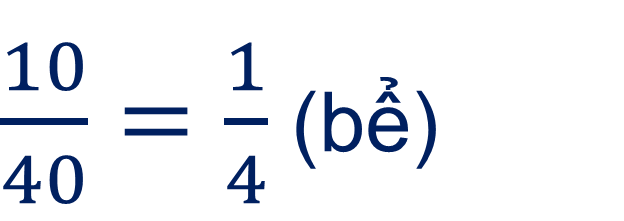 10/40 = 1/4 (bể)